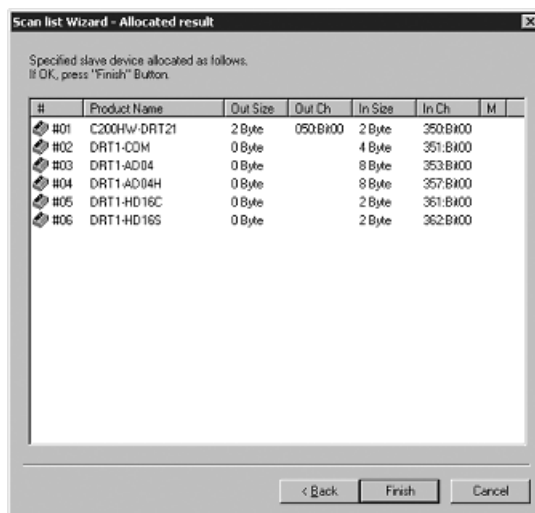 Scan list Wizard - Allocated result
Specified slave device allocated as follows.
If OK, press "Finish" Button.
# Product Name Out Size Out Ch In Size In Ch M
#01 C200HW-DRT21 2 Byte 050:Bit00 2 Byte 350:Bit00
#02 DRT1-COM 0 Byte 4 Byte 351:Bit00
#03 DRT1-AD04 0 Byte 8 Byte 353:Bit00
#04 DRT1-AD04H 0 Byte 8 Byte 357:Bit00
#05 DRT1-HD16C 0 Byte 2 Byte 361:Bit00
#06 DRT1-HD16S 0 Byte 2 Byte 362:Bit00
< Back Finish Cancel